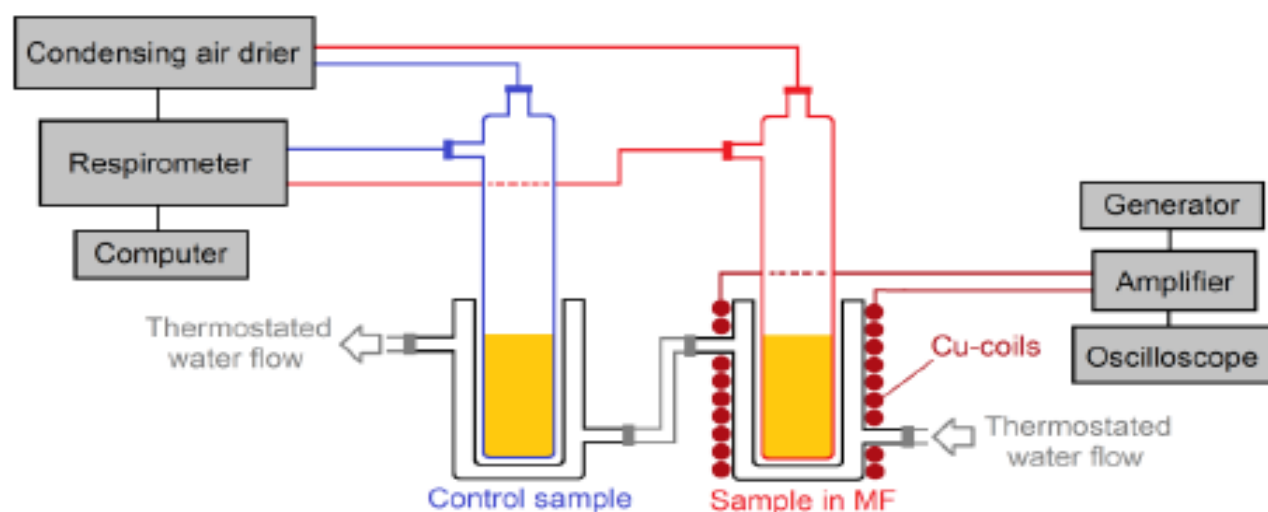 Condensing air drier
Respirometer
Computer
Generator
Amplifier
Oscilloscope
Thermostated
water flow
Cu-coils
Thermostated
water flow
Control sample
Sample in MF